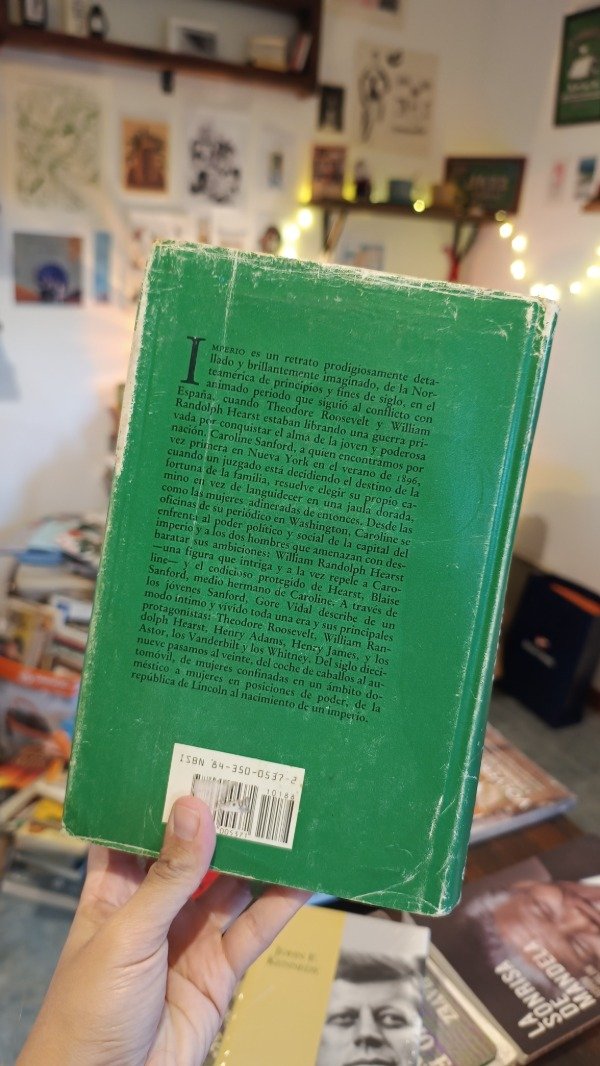 IMPERIO es un retrato prodigiosamente deta-
llado y brillantemente imaginado, de la Nor-
teamérica de principios y fines de siglo, en el
animado periodo que siguió al conflicto con
España, cuando Theodore Roosevelt y William
Randolph Hearst estaban librando una guerra pri-
vada por conquistar el alma de la joven y poderosa
nación. Caroline Sanford, a quien encontramos por
vez primera en Nueva York en el verano de 1896,
cuando un juzgado está decidiendo el destino de la
fortuna de la familia, resuelve elegir su propio ca-
mino en vez de languidecer en una jaula dorada,
como las mujeres adineradas de entonces. Desde las
oficinas de su periódico en Washington, Caroline se
enfrenta al poder político y social de la capital del
imperio y a los dos hombres que amenazan con des-
baratar sus ambiciones: William Randolph Hearst
—una figura que intriga y a la vez repele a Caro-
line— y el codicioso protegido de Hearst, Blaise
Sanford, medio hermano de Caroline. A través de
los jóvenes Sanford, Gore Vidal describe de un
modo íntimo y vívido toda una era y sus principales
protagonistas: Theodore Roosevelt, William Ran-
dolph Hearst, Henry Adams, Henry James, y los
Astor, los Vanderbilt y los Whitney. Del siglo dieci-
nueve pasamos al veinte, del coche de caballos al au-
tomóvil, de mujeres confinadas en un ámbito do-
méstico a mujeres en posiciones de poder, de la
república de Lincoln al nacimiento de un imperio.
ISBN 84-350-0537-2
10188
LA
SONRISA
DE
MANDELA